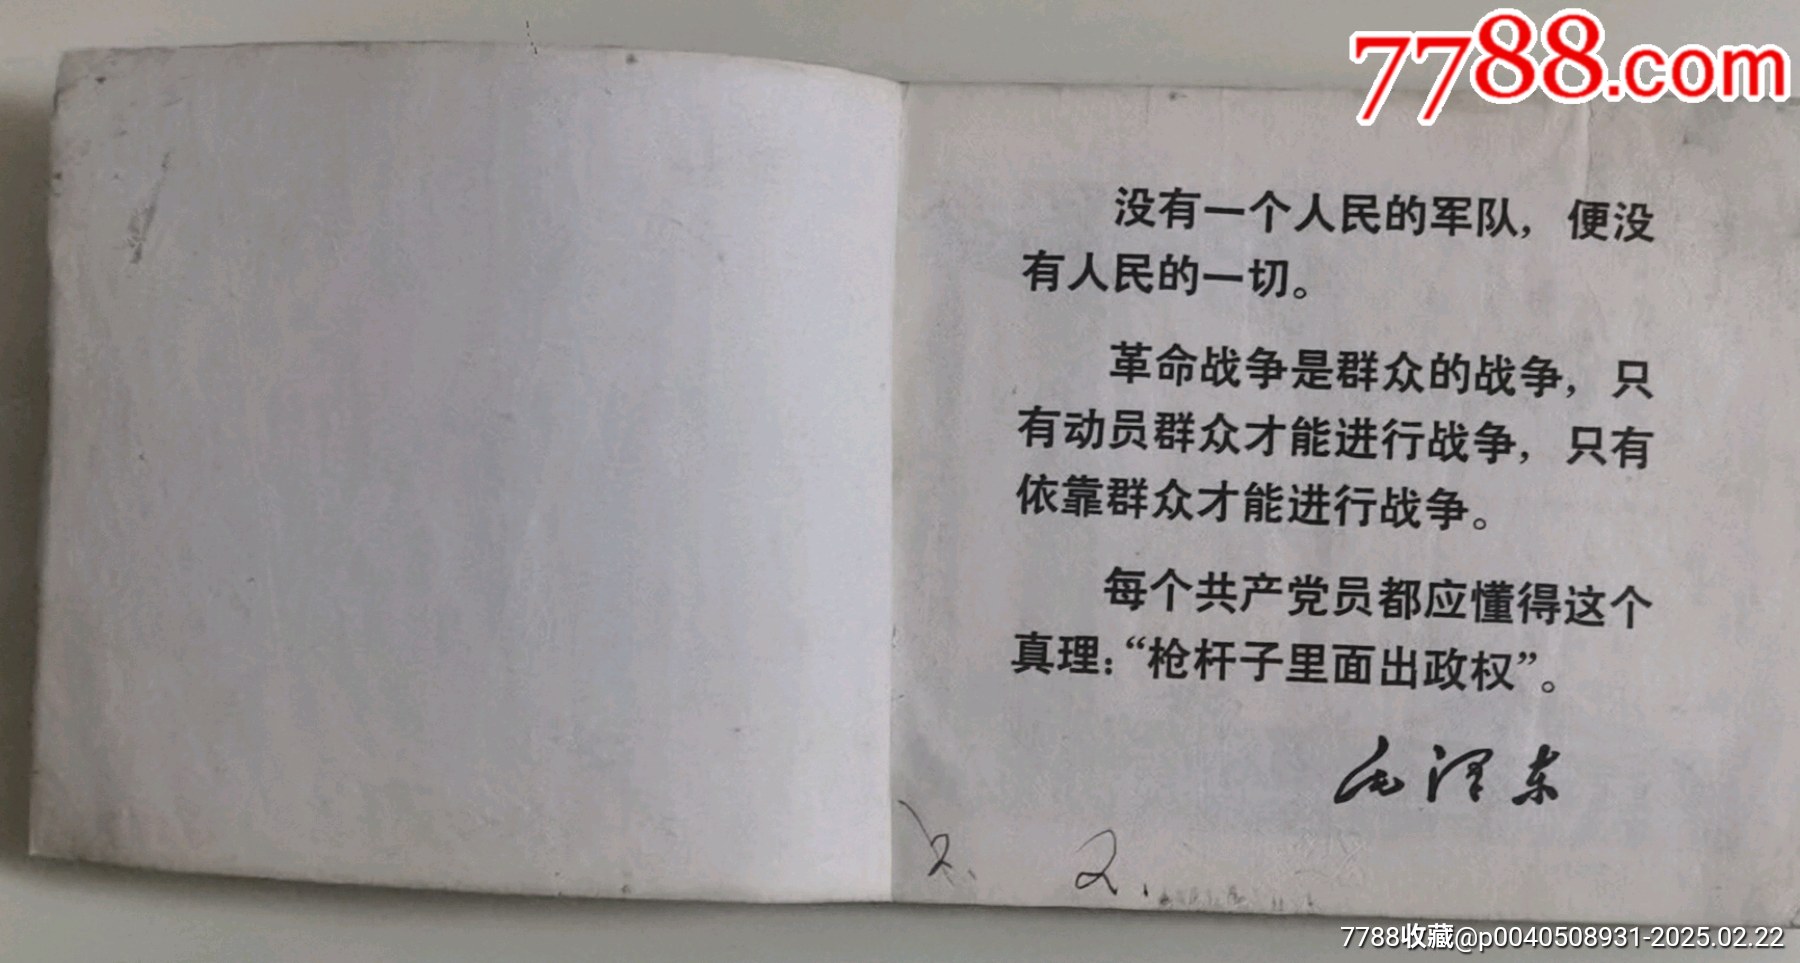 7788.com
没有一个人民的军队，便没
有人民的一切。
革命战争是群众的战争，只
有动员群众才能进行战争，只有
依靠群众才能进行战争。
每个共产党员都应懂得这个
真理：“枪杆子里面出政权”。
毛泽东
2. 2.
7788收藏@p0040508931-2025.02.22